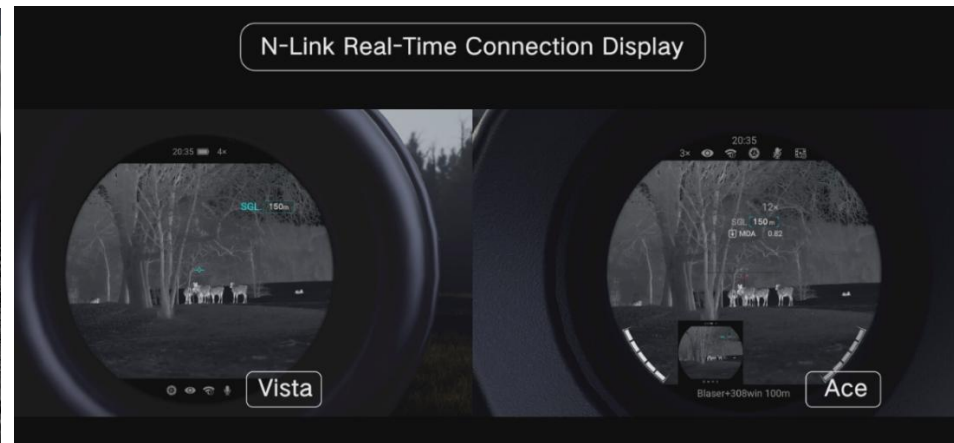 N-Link Real-Time Connection Display
20:35 4×
SGL 150m
Vista
20:35
3×
12×
SGL 150m
MOA 0.82
Blaser+308win 100m
Ace